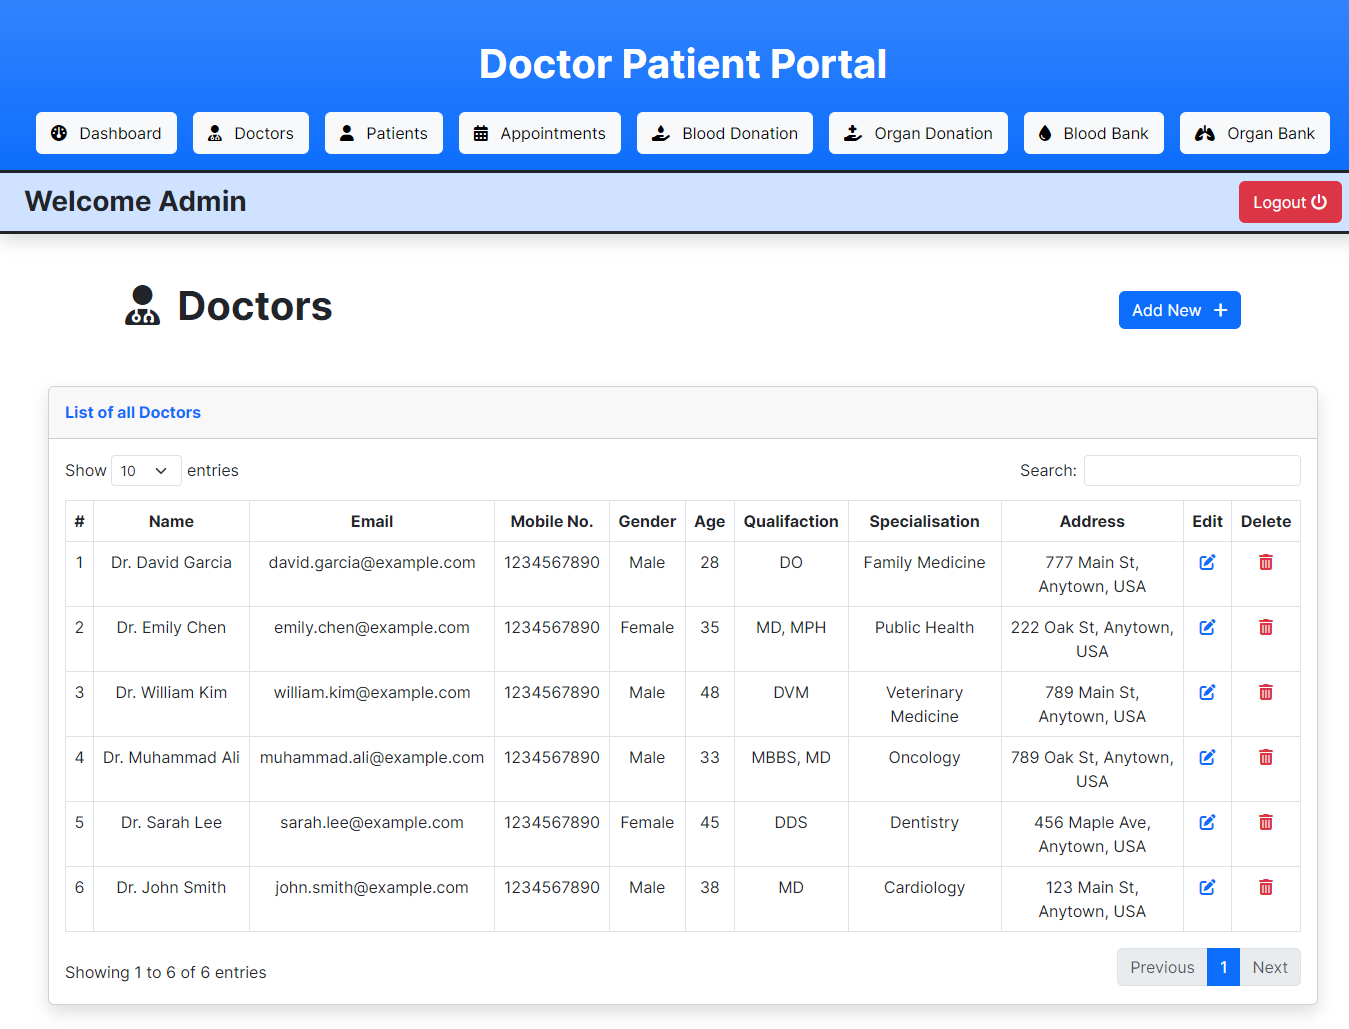 Doctor Patient Portal
Dashboard Doctors Patients Appointments Blood Donation Organ Donation Blood Bank Organ Bank
Welcome Admin
Logout
Doctors
Add New +
List of all Doctors
Show 10 entries
Search:
# Name Email Mobile No. Gender Age Qualifaction Specialisation Address Edit Delete
1 Dr. David Garcia david.garcia@example.com 1234567890 Male 28 DO Family Medicine 777 Main St,
Anytown, USA
2 Dr. Emily Chen emily.chen@example.com 1234567890 Female 35 MD, MPH Public Health 222 Oak St, Anytown,
USA
3 Dr. William Kim william.kim@example.com 1234567890 Male 48 DVM Veterinary 789 Main St,
Medicine Anytown, USA
4 Dr. Muhammad Ali muhammad.ali@example.com 1234567890 Male 33 MBBS, MD Oncology 789 Oak St, Anytown,
USA
5 Dr. Sarah Lee sarah.lee@example.com 1234567890 Female 45 DDS Dentistry 456 Maple Ave,
Anytown, USA
6 Dr. John Smith john.smith@example.com 1234567890 Male 38 MD Cardiology 123 Main St,
Anytown, USA
Showing 1 to 6 of 6 entries
Previous 1 Next